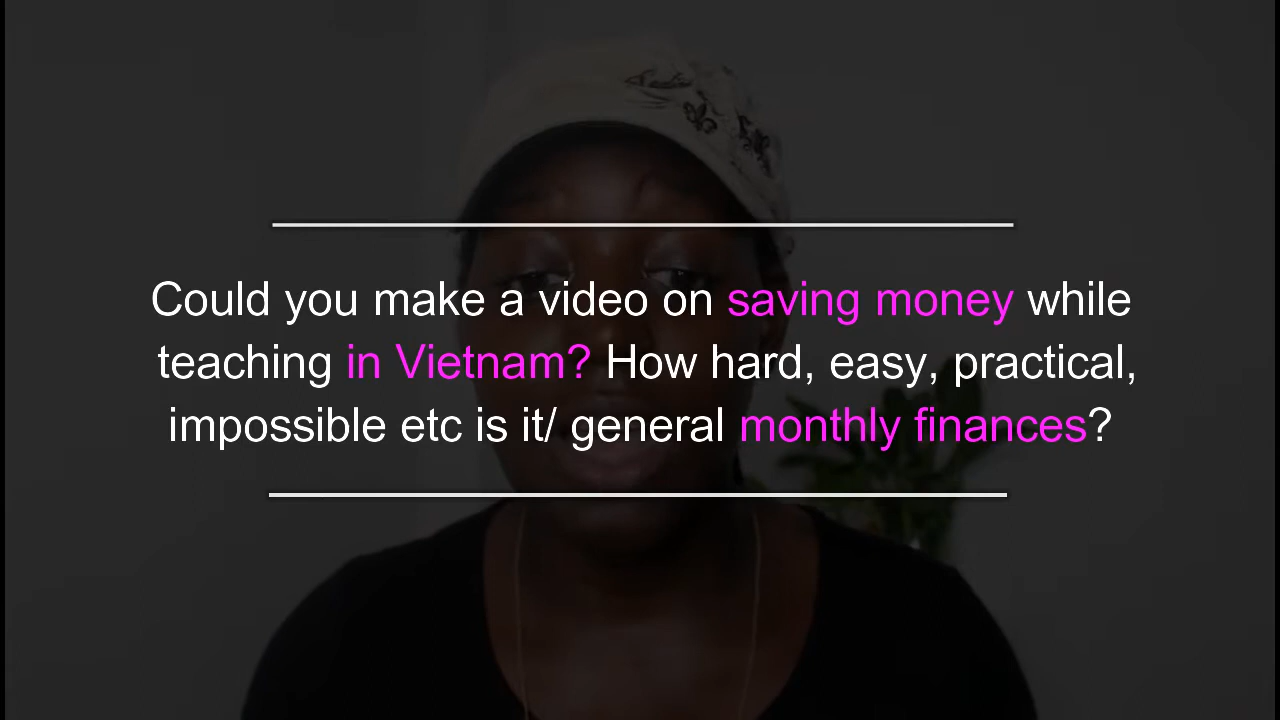 Could you make a video on saving money while
teaching in Vietnam? How hard, easy, practical,
impossible etc is it/ general monthly finances?